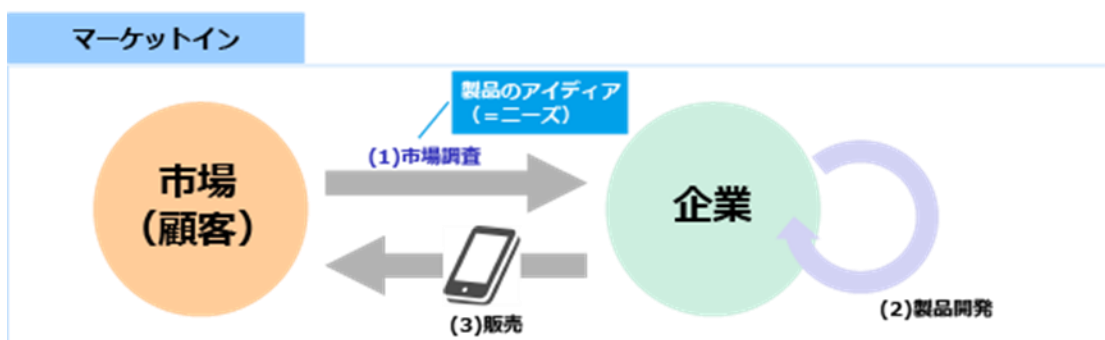 マーケットイン
製品のアイディア
（=ニーズ）
(1)市場調査
市場
（顧客）
企業
(2)製品開発
(3)販売